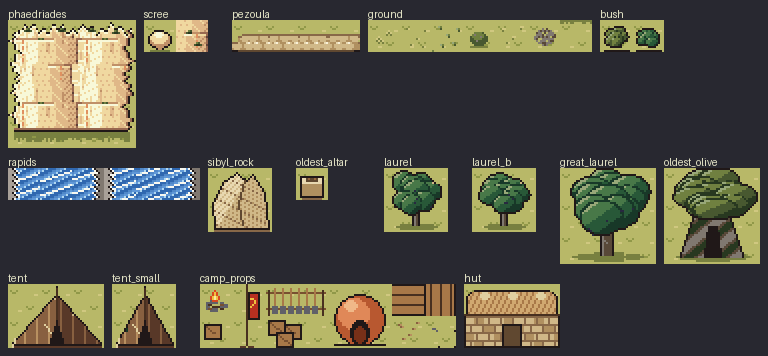 phaedriades scree pezoula ground bush
rapids sibyl_rock oldest_altar laurel laurel_b great_laurel oldest_olive
tent tent_small camp_props hut